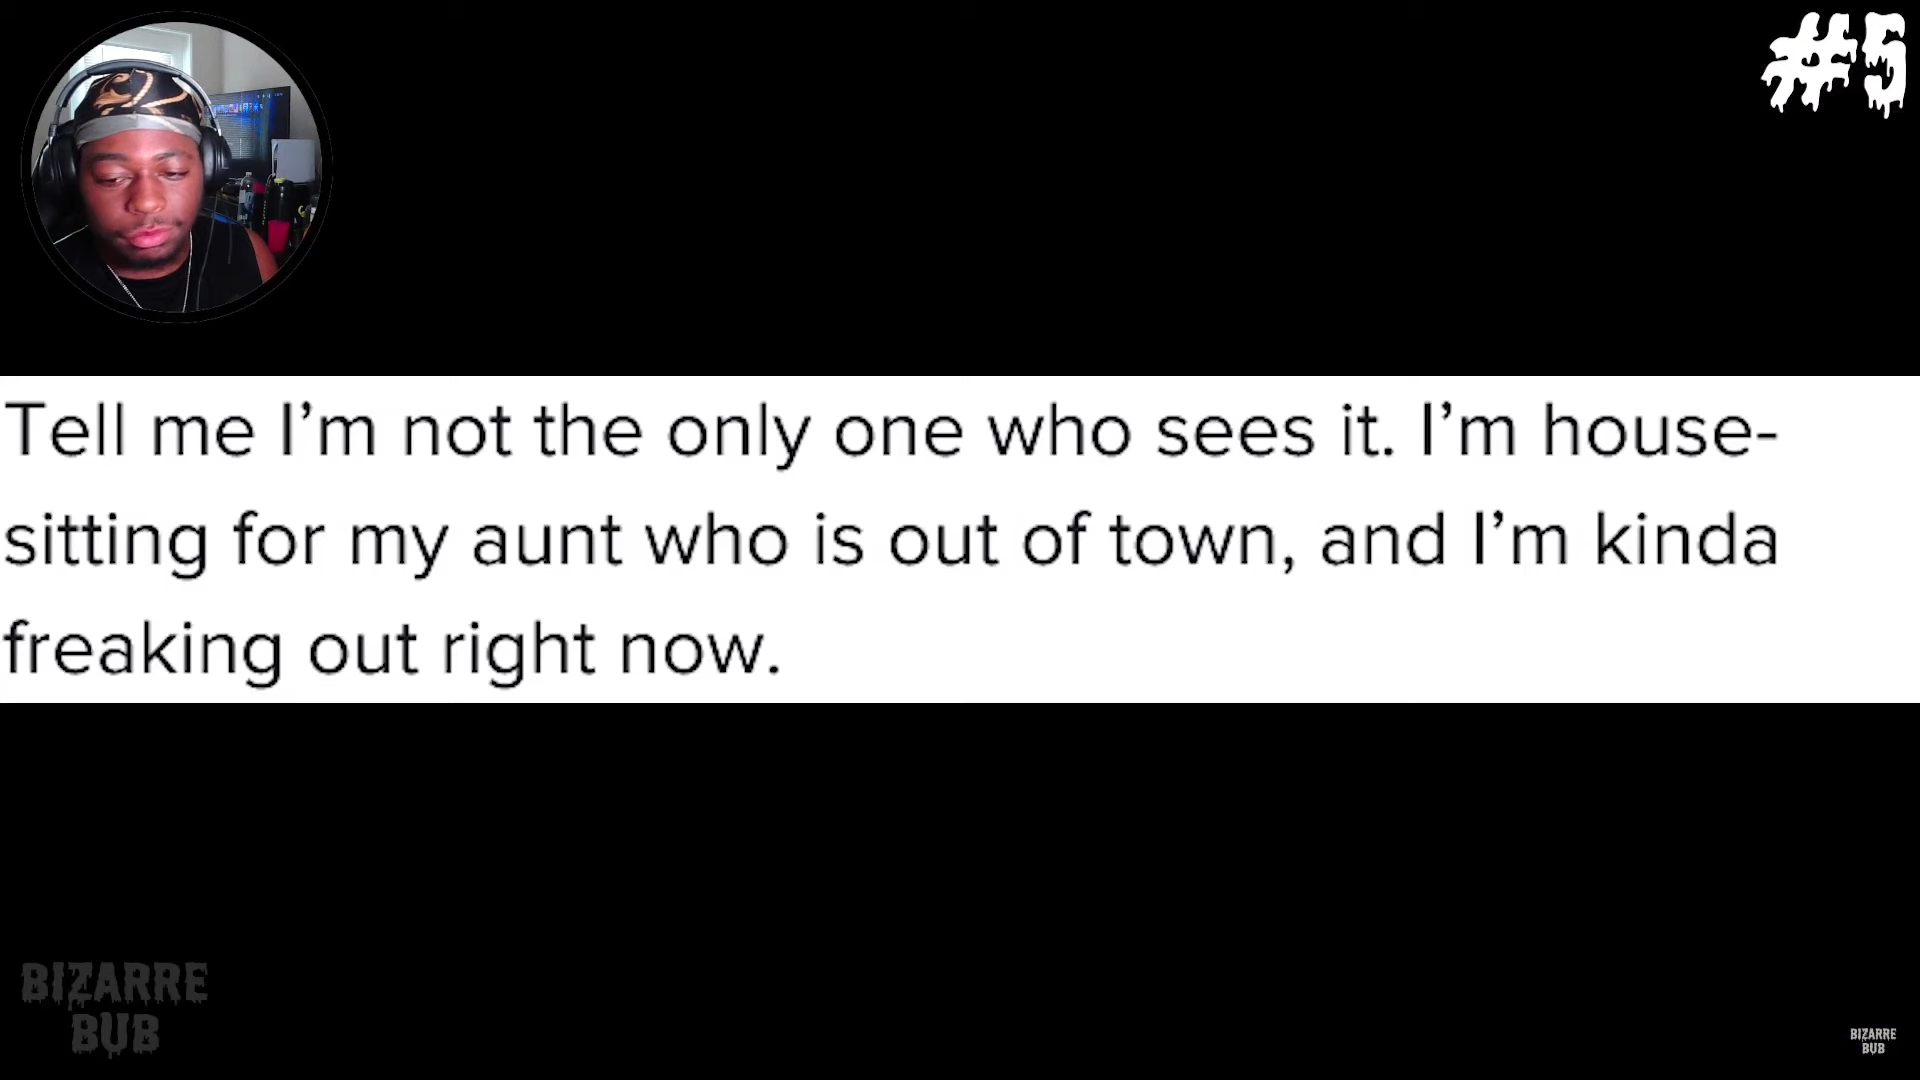 #5
Tell me I’m not the only one who sees it. I’m house-
sitting for my aunt who is out of town, and I’m kinda
freaking out right now.
BIZARRE
BUB
BIZARRE
BUB